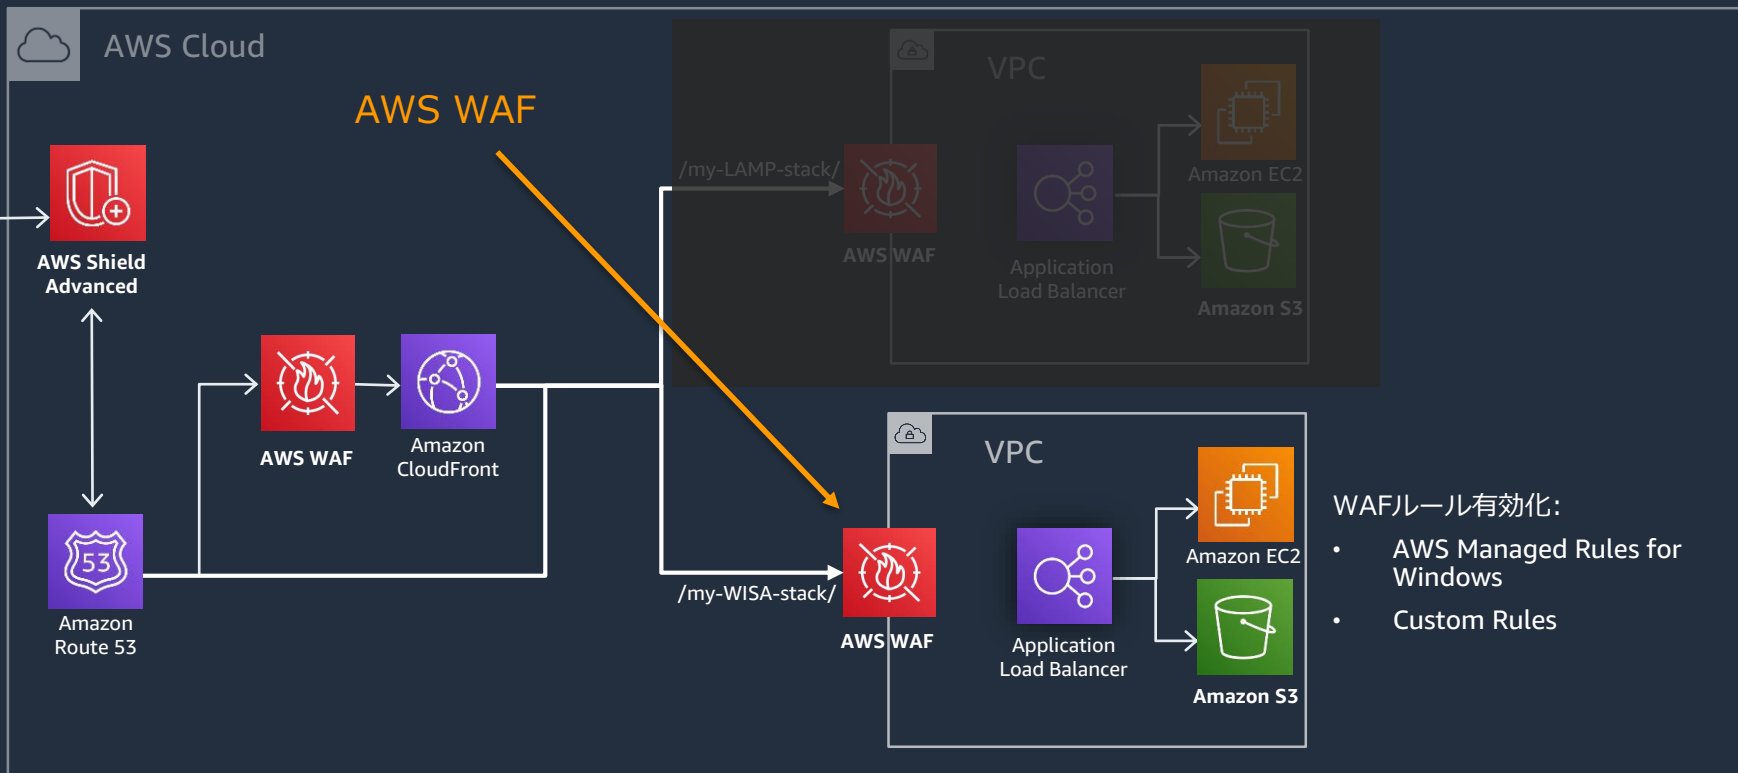 AWS Cloud
AWS WAF
VPC
Amazon EC2
/my-LAMP-stack/
AWS WAF
Application
Load Balancer
Amazon S3
AWS Shield
Advanced
AWS WAF
Amazon
CloudFront
53
Amazon
Route 53
VPC
Amazon EC2
/my-WISA-stack/
AWS WAF
Application
Load Balancer
Amazon S3
WAFルール有効化:
• AWS Managed Rules for
Windows
• Custom Rules